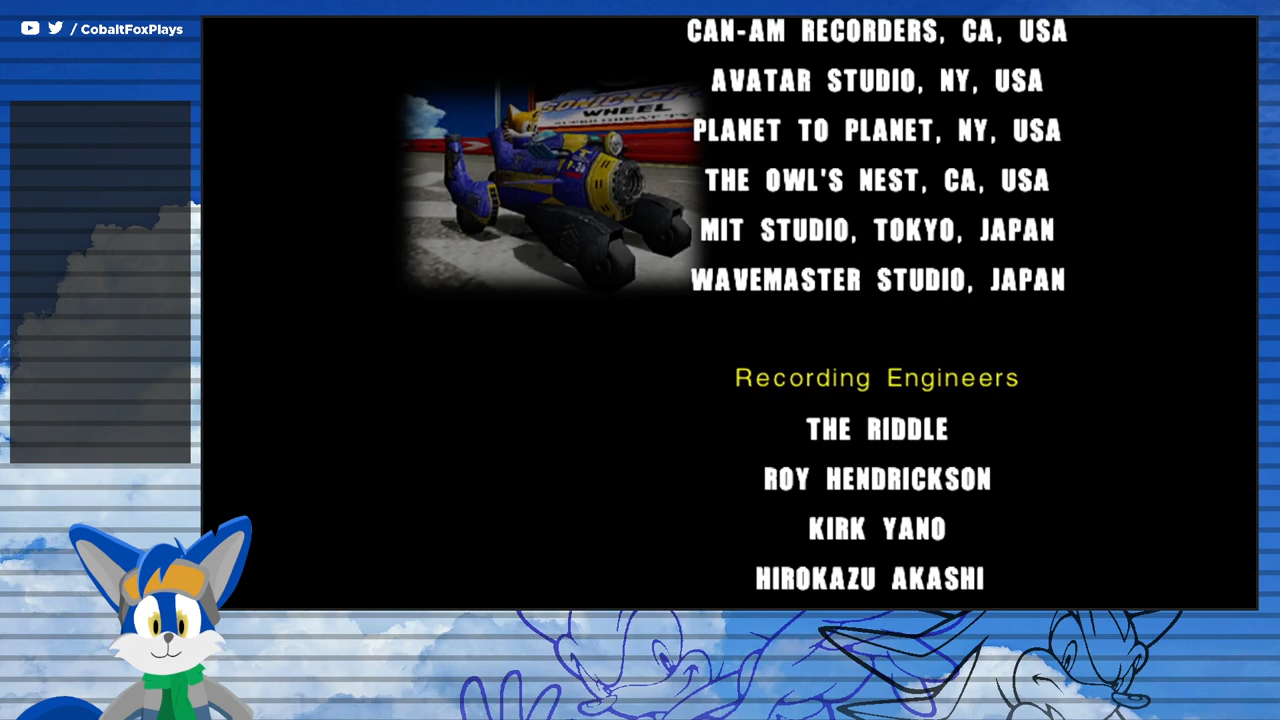 / CobaltFoxPlays
CAN-AM RECORDERS, CA, USA
AVATAR STUDIO, NY, USA
PLANET TO PLANET, NY, USA
THE OWL'S NEST, CA, USA
MIT STUDIO, TOKYO, JAPAN
WAVEMASTER STUDIO, JAPAN
WHEEL
Recording Engineers
THE RIDDLE
ROY HENDRICKSON
KIRK YANO
HIROKAZU AKASHI